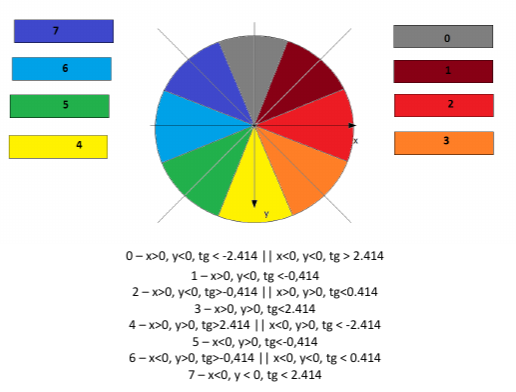 7
0
6
1
5
2
4
3
x
y
0 – x>0, y<0, tg < -2.414 || x<0, y<0, tg > 2.414
1 – x>0, y<0, tg <-0,414
2 – x>0, y<0, tg>-0,414 || x>0, y>0, tg<0.414
3 – x>0, y>0, tg<2.414
4 – x>0, y>0, tg>2.414 || x<0, y>0, tg < -2.414
5 – x<0, y>0, tg<-0,414
6 – x<0, y>0, tg>-0,414 || x<0, y<0, tg < 0.414
7 – x<0, y < 0, tg < 2.414